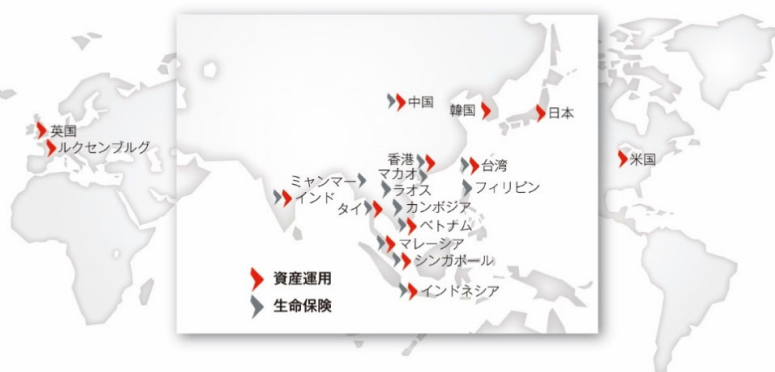 中国
韓国
日本
英国
ルクセンブルグ
香港
マカオ
台湾
米国
ミャンマー
ラオス
フィリピン
インド
タイ
カンボジア
ベトナム
マレーシア
シンガポール
資産運用
インドネシア
生命保険